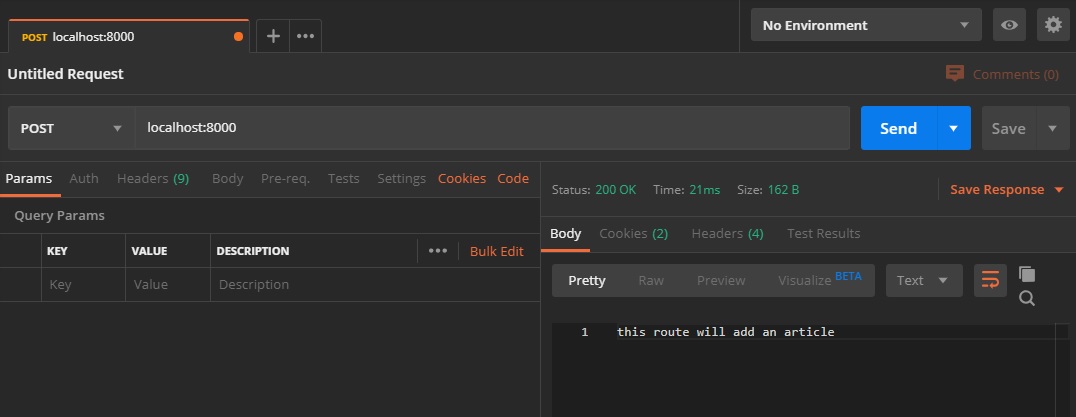 POST localhost:8000
No Environment
Untitled Request
Comments (0)
POST localhost:8000 Send Save
Params Auth Headers (9) Body Pre-req. Tests Settings Cookies Code
Query Params
KEY VALUE DESCRIPTION Bulk Edit
Key Value Description
Status: 200 OK Time: 21ms Size: 162 B Save Response
Body Cookies (2) Headers (4) Test Results
Pretty Raw Preview Visualize BETA Text
1 this route will add an article